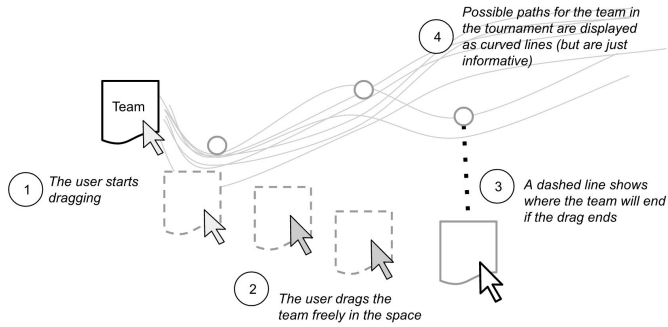 Possible paths for the team in
the tournament are displayed
as curved lines (but are just
informative)
4
Team
1
The user starts
dragging
3
A dashed line shows
where the team will end
if the drag ends
2
The user drags the
team freely in the space